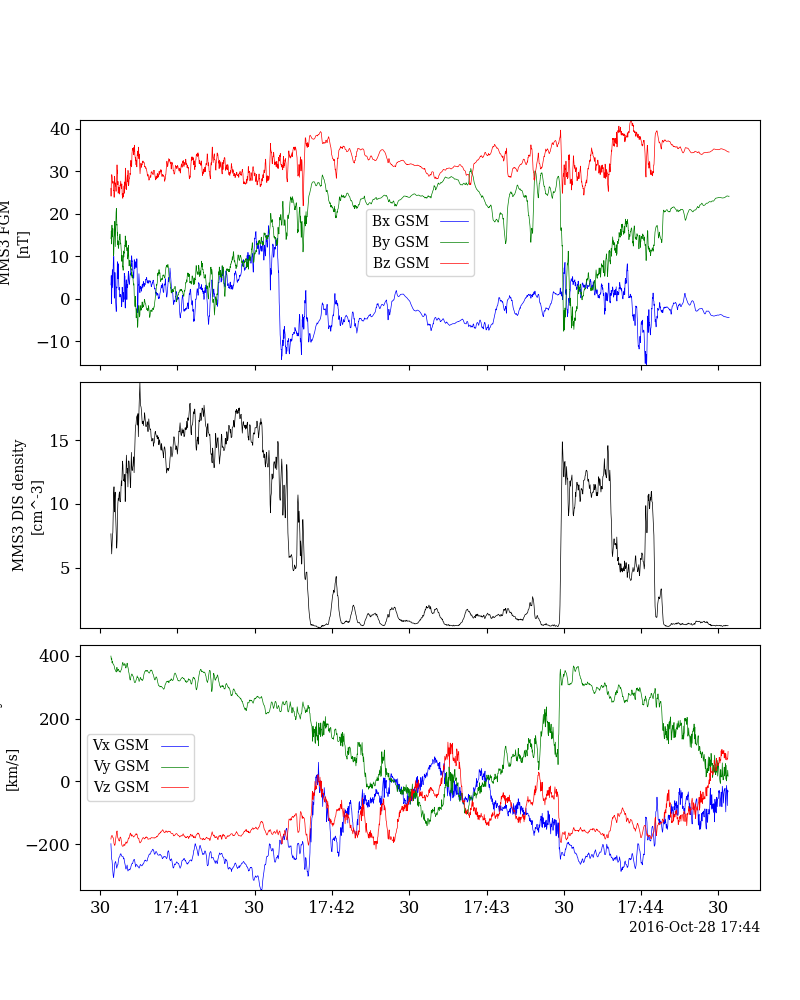 40
30
20
10
0
−10
MMS3 FGM
[nT]
Bx GSM
By GSM
Bz GSM
15
10
5
MMS3 DIS density
[cm^-3]
400
200
0
−200
[km/s]
Vx GSM
Vy GSM
Vz GSM
30
17:41
30
17:42
30
17:43
30
17:44
30
2016-Oct-28 17:44